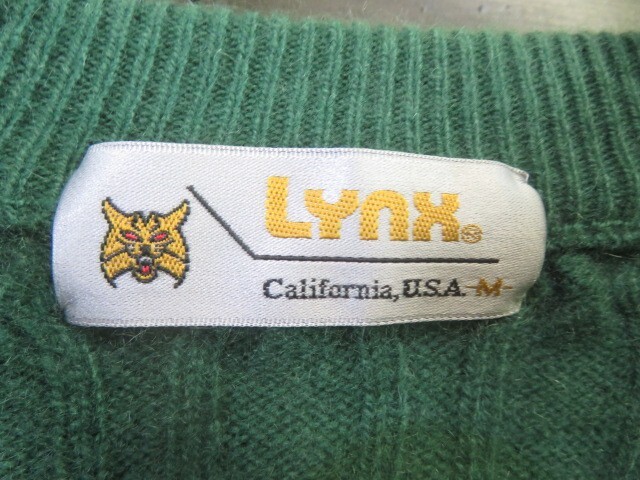 Lynx®
California, U.S.A. -M-